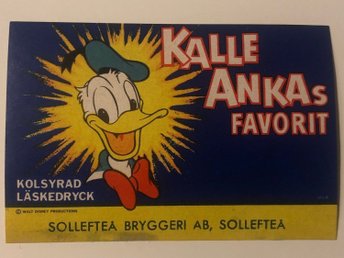 KALLE
ANKAS
FAVORIT
KOLSYRAD
LÄSKEDRYCK
© WALT DISNEY PRODUCTIONS
SOLLEFTEÅ BRYGGERI AB, SOLLEFTEÅ